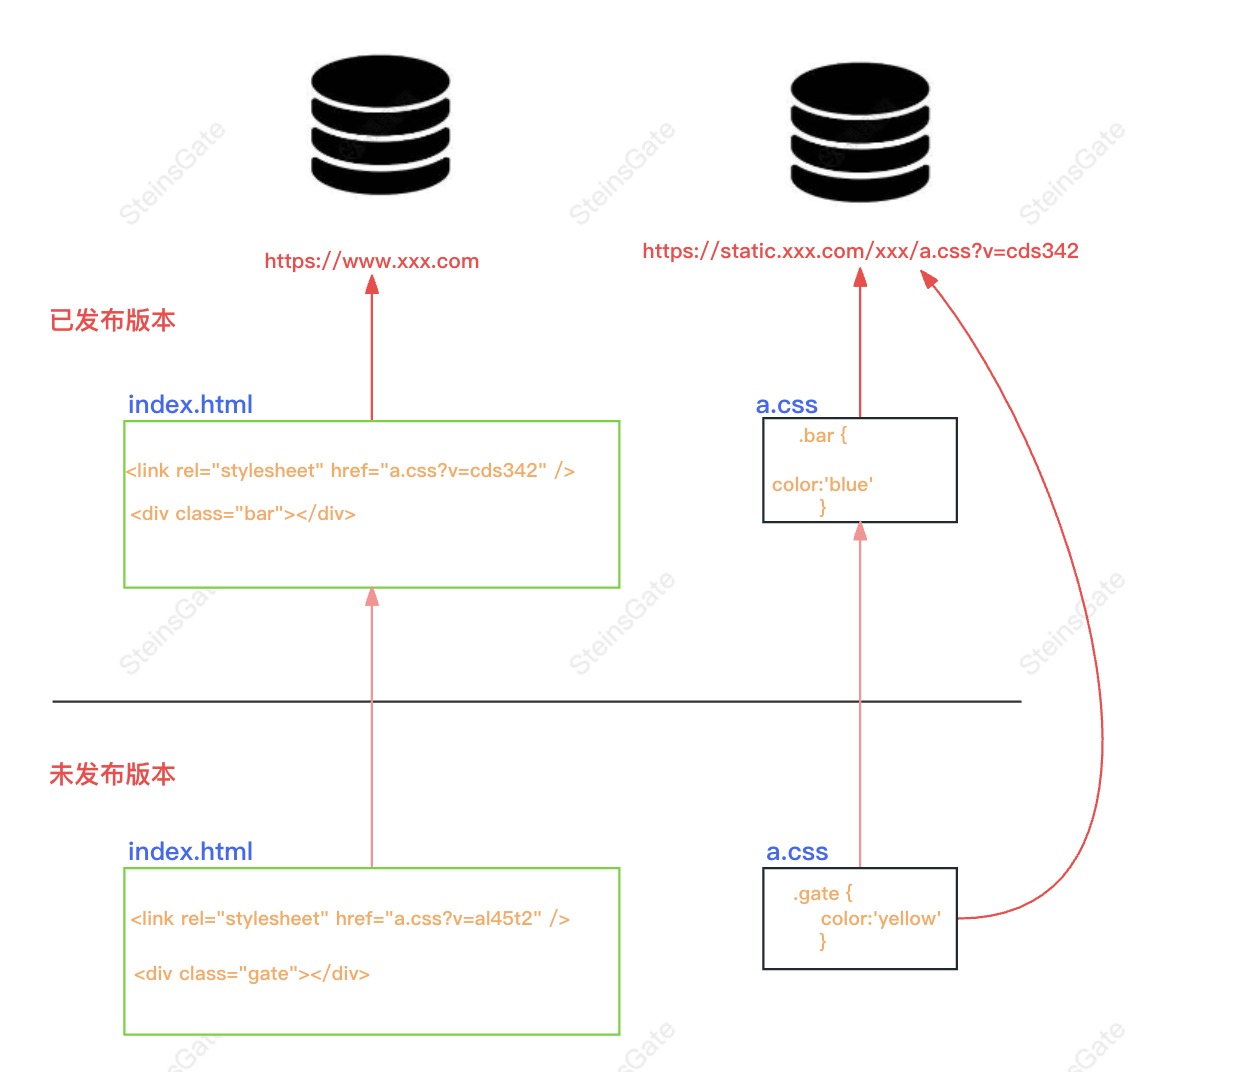 https://www.xxx.com
https://static.xxx.com/xxx/a.css?v=cds342
已发布版本
index.html
<link rel="stylesheet" href="a.css?v=cds342" />
<div class="bar"></div>
a.css
.bar {
color:'blue'
}
未发布版本
index.html
<link rel="stylesheet" href="a.css?v=al45t2" />
<div class="gate"></div>
a.css
.gate {
color:'yellow'
}
SteinsGate
SteinsGate
SteinsGate
SteinsGate
SteinsGate
SteinsGate
SteinsGate
SteinsGate
SteinsGate